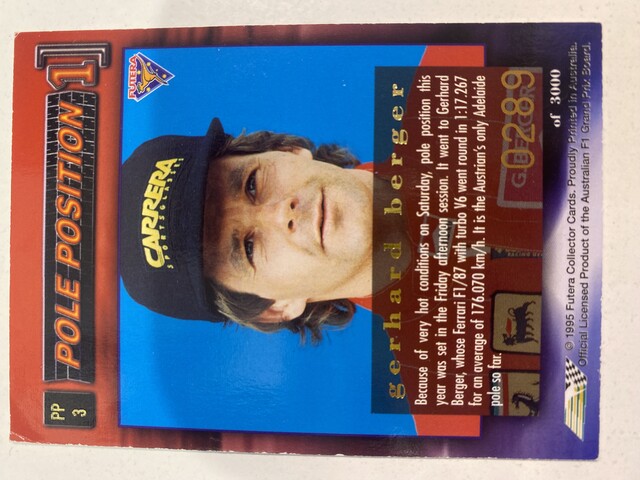 PP
3
POLE POSITION 1
FUTERA
CARRERA
SPORTS GLASSES
gerhard berger
Because of very hot conditions on Saturday, pole position this
year was set in the Friday afternoon session. It went to Gerhard
Berger, whose Ferrari F1/87 with turbo V6 went round in 1:17.267
for an average of 176.070 km/h. It is the Austrian's only Adelaide
pole so far.
G.BERGER
0289
of 3000
© 1995 Futera Collector Cards. Proudly Printed in Australia.
Official Licensed Product of the Australian F1 Grand Prix Board.